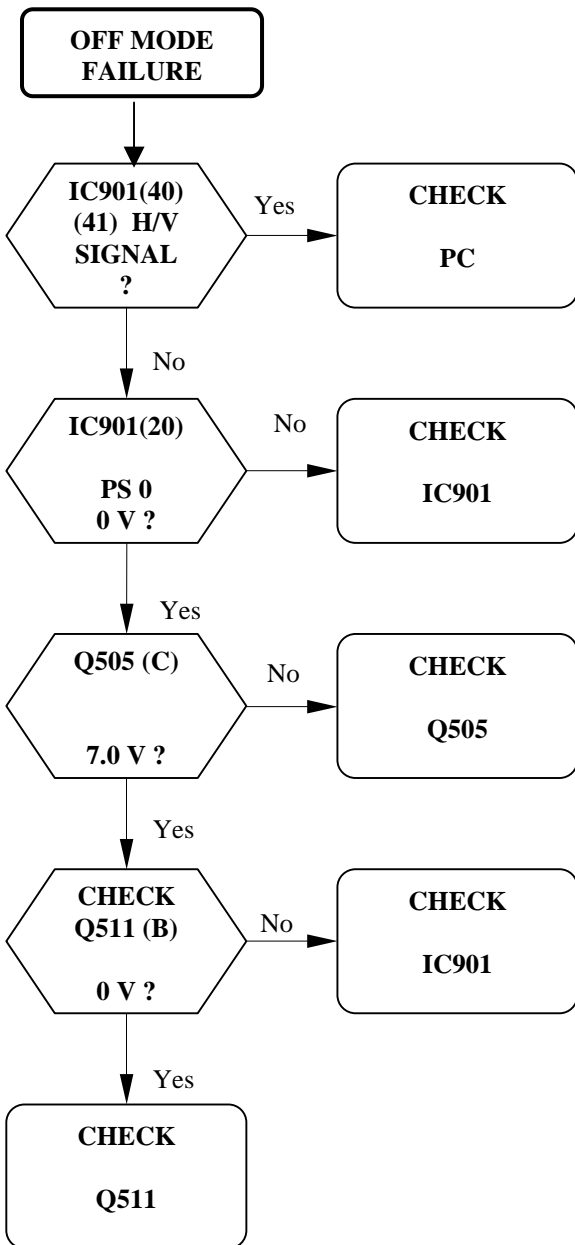 OFF MODE
FAILURE
IC901(40)
(41) H/V
SIGNAL
?
Yes
CHECK
PC
No
IC901(20)
PS 0
0 V ?
No
CHECK
IC901
Yes
Q505 (C)
7.0 V ?
No
CHECK
Q505
Yes
CHECK
Q511 (B)
0 V ?
No
CHECK
IC901
Yes
CHECK
Q511